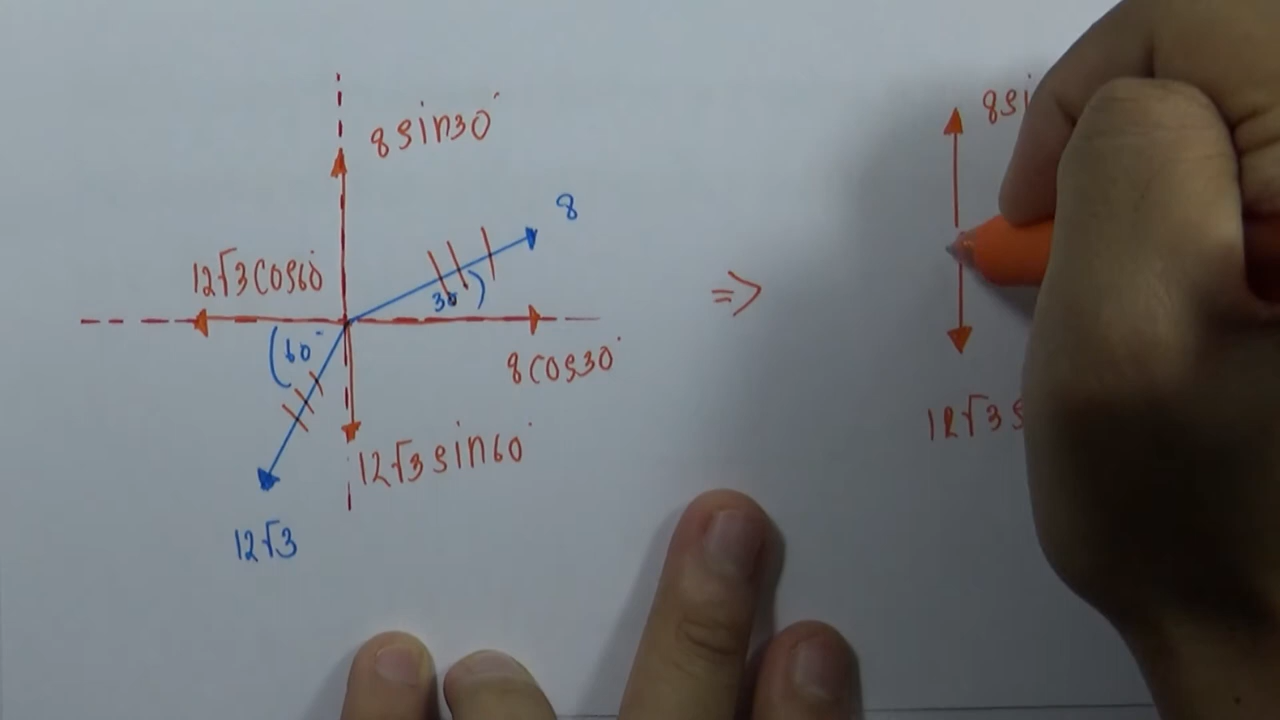 8sin30°
8
12√3cos60°
30°
60°
8cos30°
12√3sin60°
12√3
=>
8si
12√3s